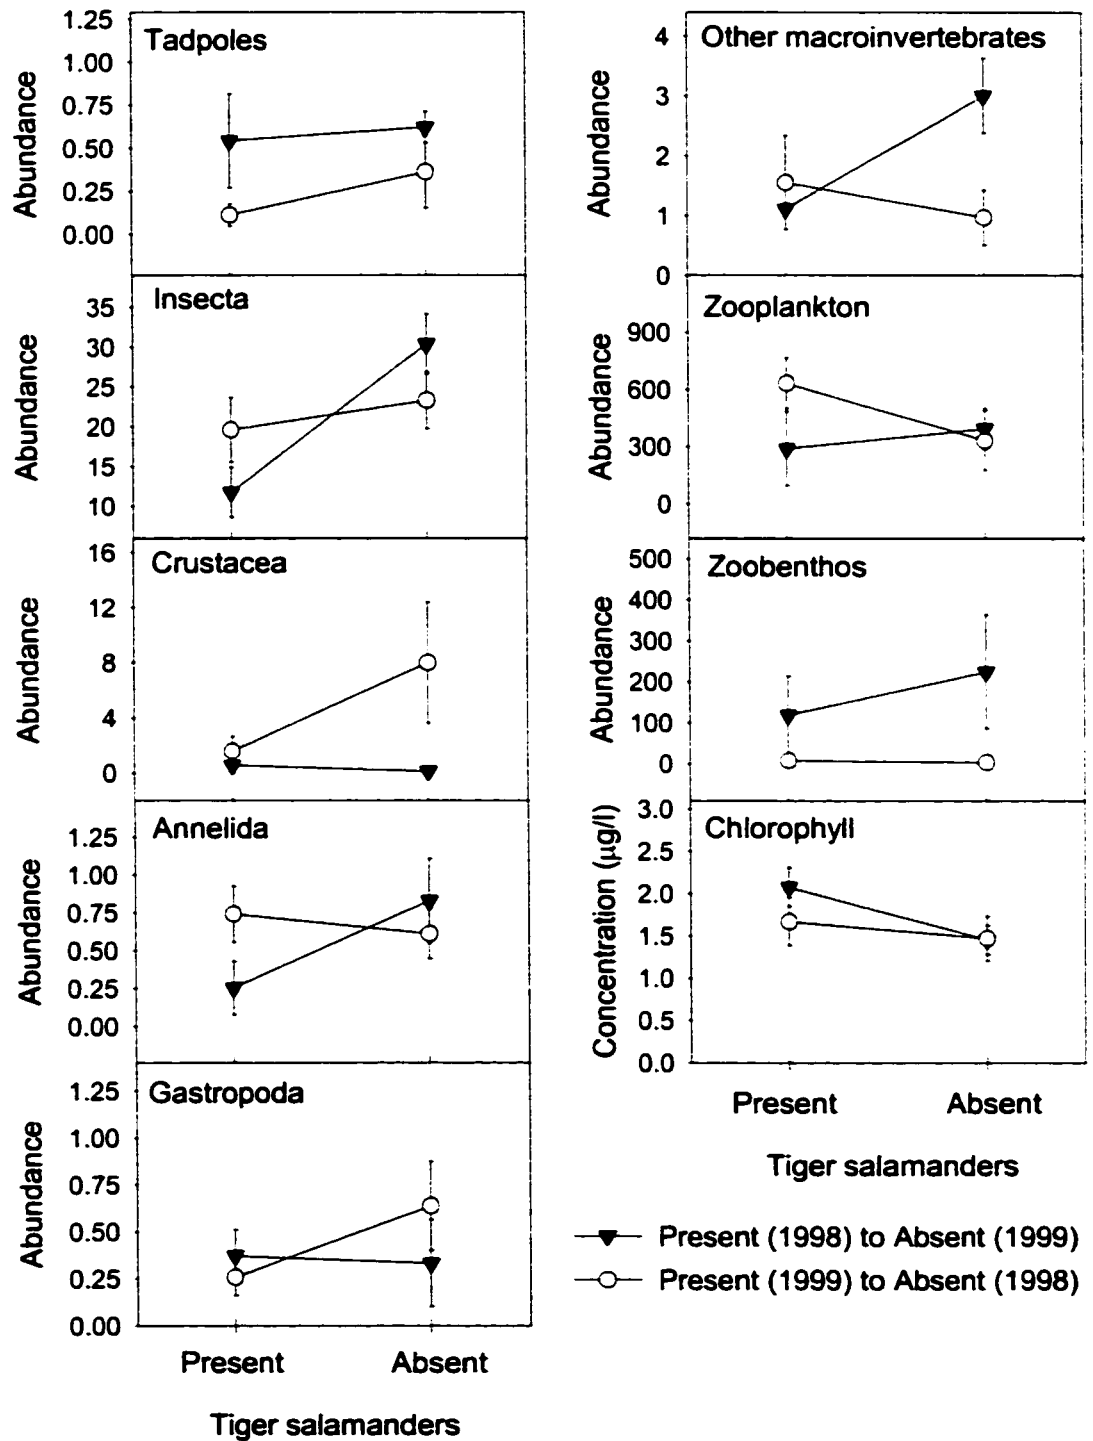 Tadpoles
Abundance
1.25
1.00
0.75
0.50
0.25
0.00
Insecta
Abundance
35
30
25
20
15
10
Crustacea
Abundance
16
12
8
4
0
Annelida
Abundance
1.25
1.00
0.75
0.50
0.25
0.00
Gastropoda
Abundance
1.25
1.00
0.75
0.50
0.25
0.00
Present Absent
Tiger salamanders
Other macroinvertebrates
Abundance
4
3
2
1
0
Zooplankton
Abundance
900
600
300
0
Zoobenthos
Abundance
500
400
300
200
100
0
Chlorophyll
Concentration (µg/l)
3.0
2.5
2.0
1.5
1.0
0.5
0.0
Present Absent
Tiger salamanders
Present (1998) to Absent (1999)
Present (1999) to Absent (1998)